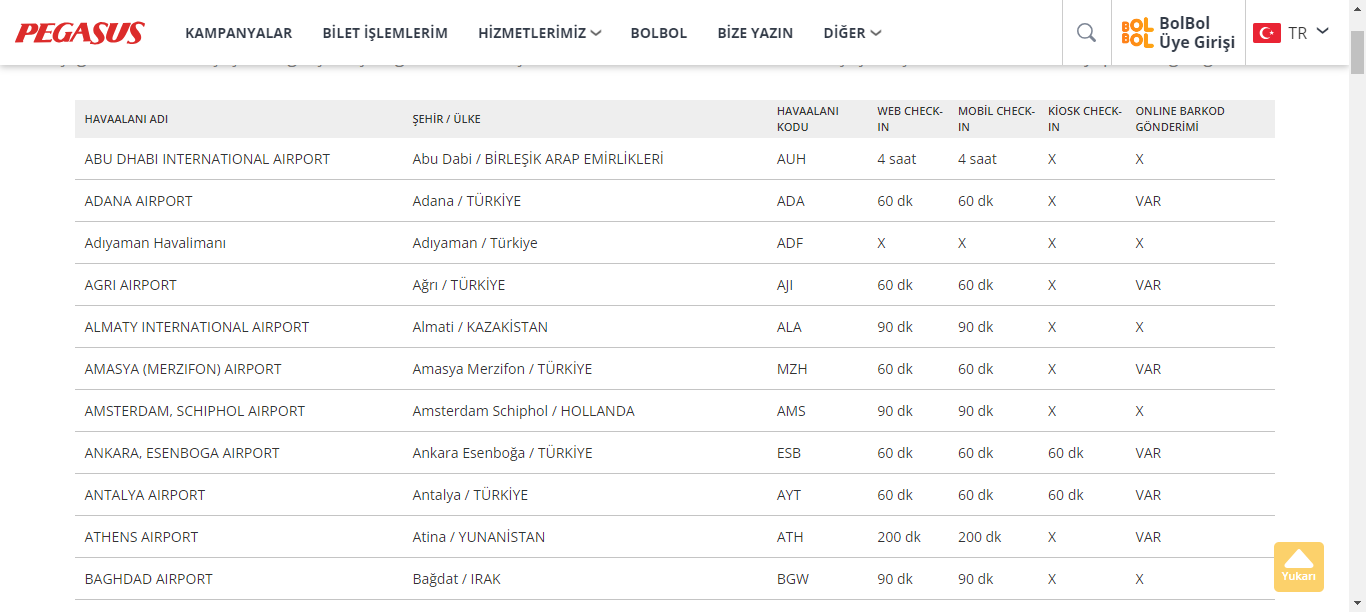 PEGASUS
KAMPANYALAR
BİLET İŞLEMLERİM
HİZMETLERİMİZ
BOLBOL
BİZE YAZIN
DİĞER
BOL BolBol
BOL Üye Girişi
TR
HAVAALANI ADI ŞEHİR / ÜLKE HAVAALANI KODU WEB CHECK-IN MOBİL CHECK-IN KİOSK CHECK-IN ONLINE BARKOD GÖNDERİMİ
ABU DHABI INTERNATIONAL AIRPORT Abu Dabi / BİRLEŞİK ARAP EMİRLİKLERİ AUH 4 saat 4 saat X X
ADANA AIRPORT Adana / TÜRKİYE ADA 60 dk 60 dk X VAR
Adıyaman Havalimanı Adıyaman / Türkiye ADF X X X X
AGRI AIRPORT Ağrı / TÜRKİYE AJI 60 dk 60 dk X VAR
ALMATY INTERNATIONAL AIRPORT Almati / KAZAKİSTAN ALA 90 dk 90 dk X X
AMASYA (MERZIFON) AIRPORT Amasya Merzifon / TÜRKİYE MZH 60 dk 60 dk X VAR
AMSTERDAM, SCHIPHOL AIRPORT Amsterdam Schiphol / HOLLANDA AMS 90 dk 90 dk X X
ANKARA, ESENBOGA AIRPORT Ankara Esenboğa / TÜRKİYE ESB 60 dk 60 dk 60 dk VAR
ANTALYA AIRPORT Antalya / TÜRKİYE AYT 60 dk 60 dk 60 dk VAR
ATHENS AIRPORT Atina / YUNANİSTAN ATH 200 dk 200 dk X VAR
BAGHDAD AIRPORT Bağdat / IRAK BGW 90 dk 90 dk X X
Yukarı